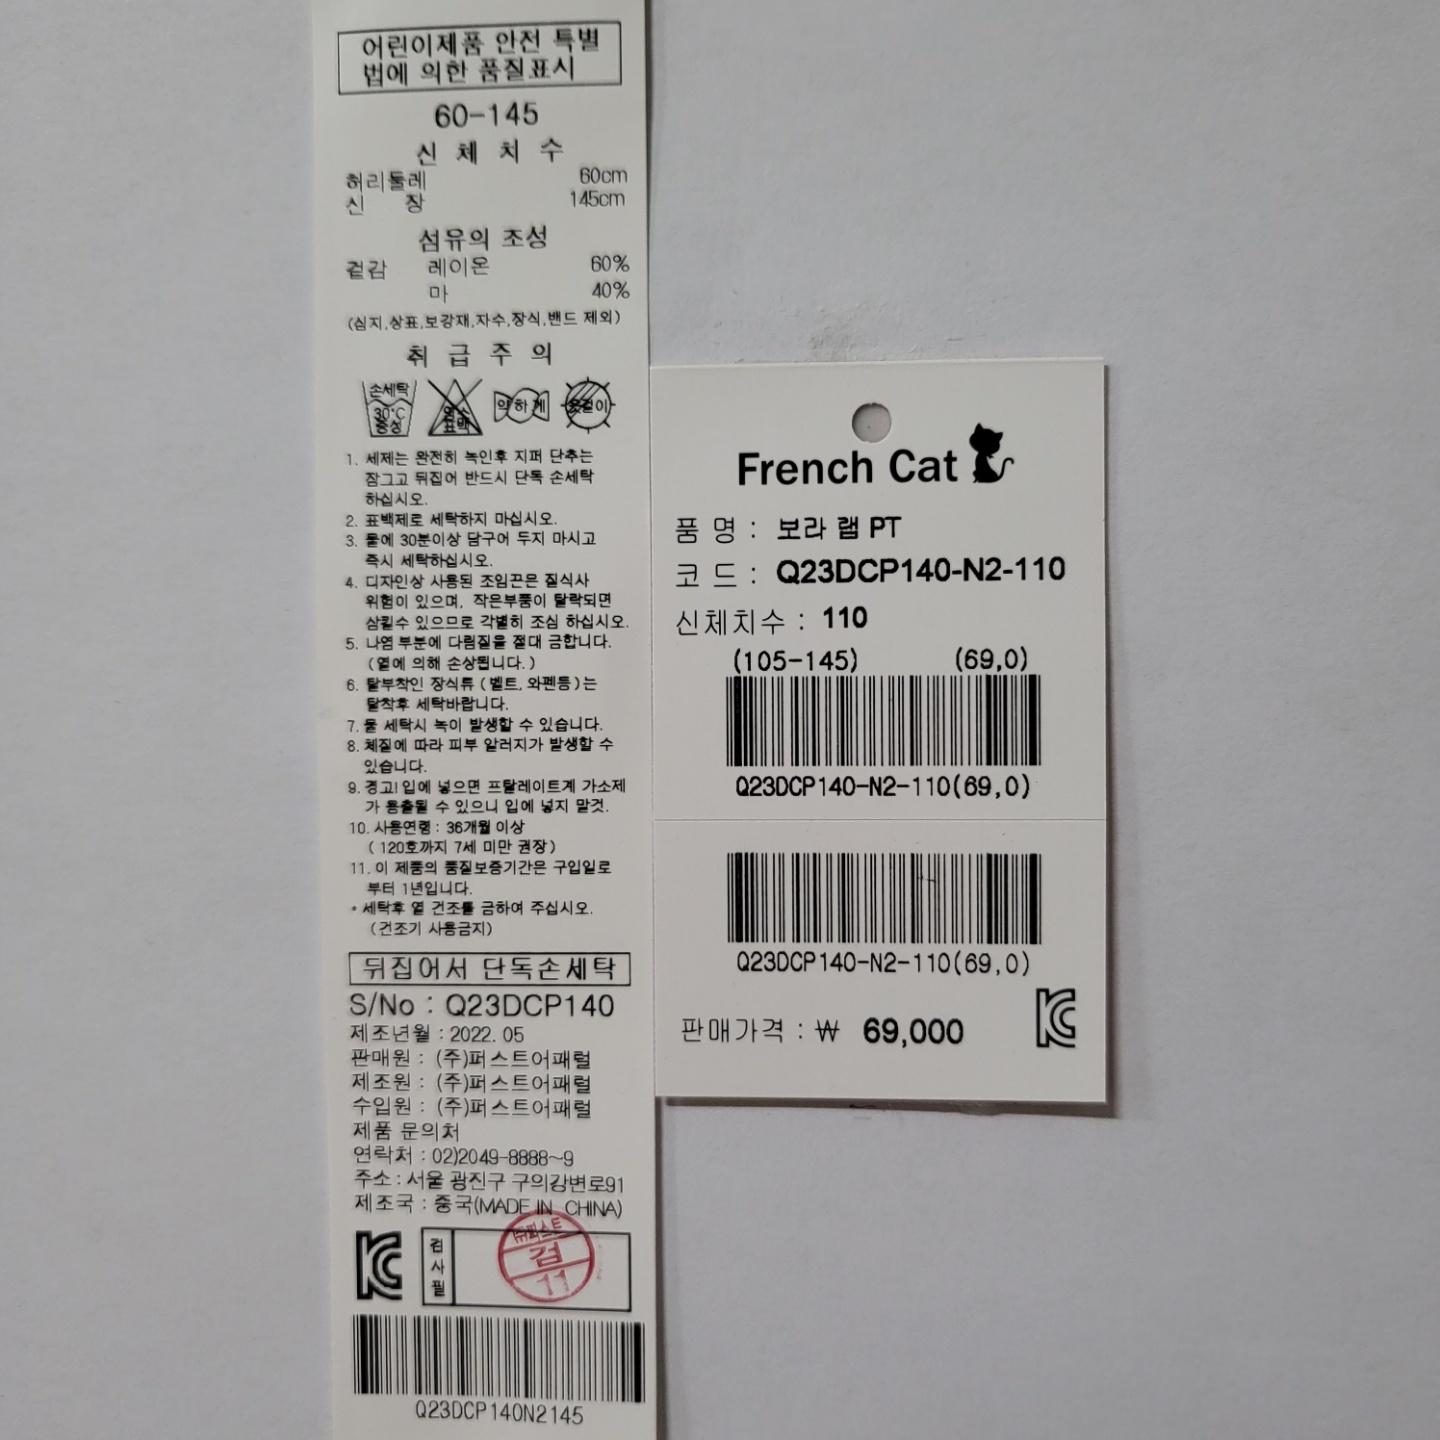 어린이제품 안전 특별
법에 의한 품질표시
60-145
신 체 치 수
허리둘레 60cm
신 장 145cm
섬유의 조성
겉감 레이온 60%
마 40%
(심지,상표,보강재,자수,장식,밴드 제외)
취 급 주 의
손세탁
30°C
중성
염소
표백
약하게
옷걸이
1. 세제는 완전히 녹인후 지퍼 단추는
잠그고 뒤집어 반드시 단독 손세탁
하십시오.
2. 표백제로 세탁하지 마십시오.
3. 물에 30분이상 담구어 두지 마시고
즉시 세탁하십시오.
4. 디자인상 사용된 조임끈은 질식사
위험이 있으며, 작은부품이 탈락되면
삼킬수 있으므로 각별히 조심 하십시오.
5. 나염 부분에 다림질을 절대 금합니다.
(열에 의해 손상됩니다.)
6. 탈부착인 장식류 (벨트, 와펜등)는
탈착후 세탁바랍니다.
7. 물 세탁시 녹이 발생할 수 있습니다.
8. 체질에 따라 피부 알러지가 발생할 수
있습니다.
9. 경고! 입에 넣으면 프탈레이트계 가소제
가 용출될 수 있으니 입에 넣지 말것.
10. 사용연령 : 36개월 이상
(120호까지 7세 미만 권장)
11. 이 제품의 품질보증기간은 구입일로
부터 1년입니다.
* 세탁후 열 건조를 금하여 주십시오.
(건조기 사용금지)
뒤집어서 단독손세탁
S/No : Q23DCP140
제조년월 : 2022. 05
판매원 : (주)퍼스트어패럴
제조원 : (주)퍼스트어패럴
수입원 : (주)퍼스트어패럴
제품 문의처
연락처 : 02)2049-8888~9
주소 : 서울 광진구 구의강변로91
제조국 : 중국(MADE IN CHINA)
검사필
㈜퍼스트
검
11
Q23DCP140N2145
French Cat
품 명 : 보라 랩 PT
코 드 : Q23DCP140-N2-110
신체치수 : 110
(105-145) (69,0)
Q23DCP140-N2-110(69,0)
Q23DCP140-N2-110(69,0)
판매가격 : ₩ 69,000